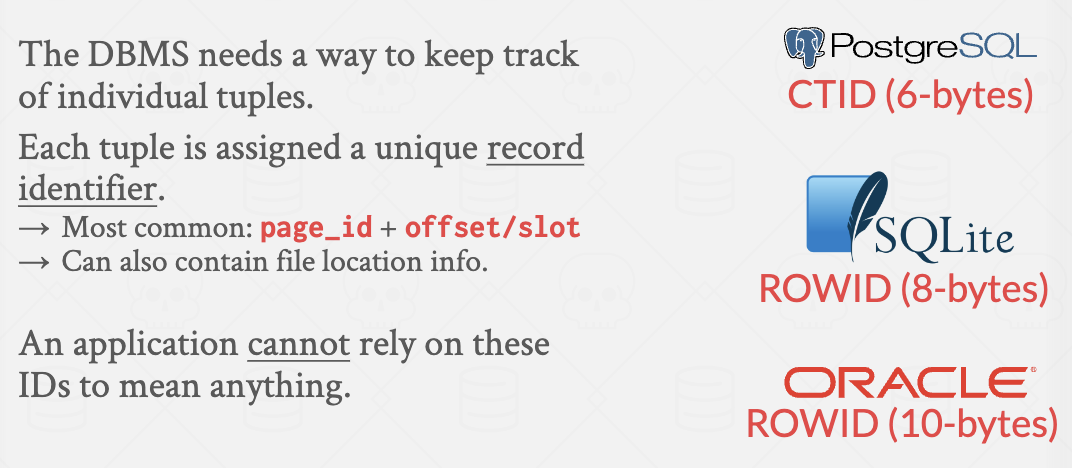 The DBMS needs a way to keep track
of individual tuples.
Each tuple is assigned a unique record
identifier.
→ Most common: page_id + offset/slot
→ Can also contain file location info.
An application cannot rely on these
IDs to mean anything.
PostgreSQL
CTID (6-bytes)
SQLite
ROWID (8-bytes)
ORACLE®
ROWID (10-bytes)